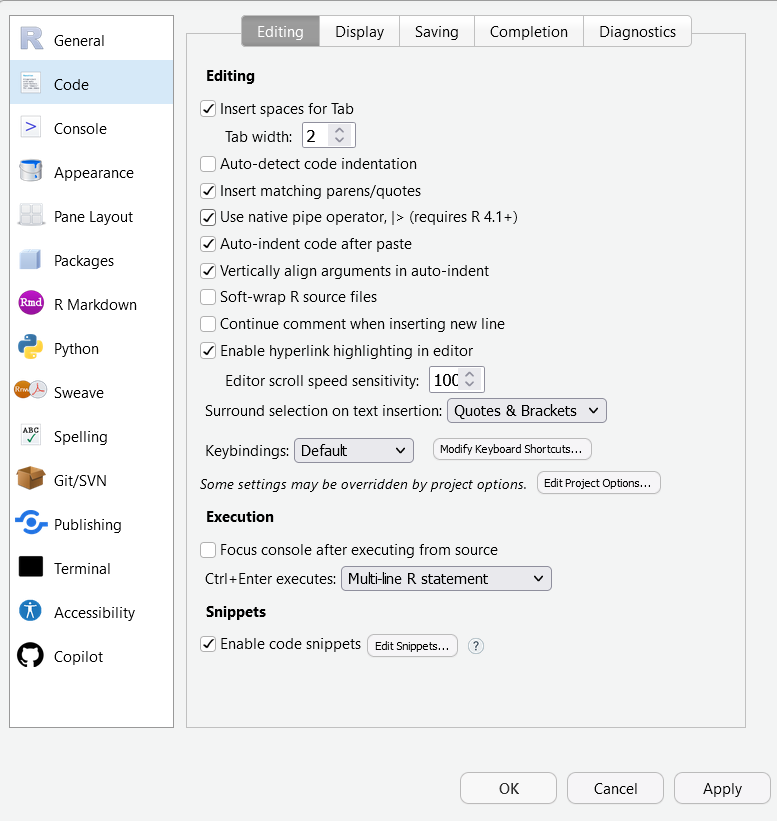 General
Code
Console
Appearance
Pane Layout
Packages
Rmd R Markdown
Python
Rnw Sweave
ABC Spelling
Git/SVN
Publishing
Terminal
Accessibility
Copilot
Editing Display Saving Completion Diagnostics
Editing
Insert spaces for Tab
Tab width: 2
Auto-detect code indentation
Insert matching parens/quotes
Use native pipe operator, |> (requires R 4.1+)
Auto-indent code after paste
Vertically align arguments in auto-indent
Soft-wrap R source files
Continue comment when inserting new line
Enable hyperlink highlighting in editor
Editor scroll speed sensitivity: 100
Surround selection on text insertion: Quotes & Brackets
Keybindings: Default Modify Keyboard Shortcuts...
Some settings may be overridden by project options. Edit Project Options...
Execution
Focus console after executing from source
Ctrl+Enter executes: Multi-line R statement
Snippets
Enable code snippets Edit Snippets... ?
OK Cancel Apply